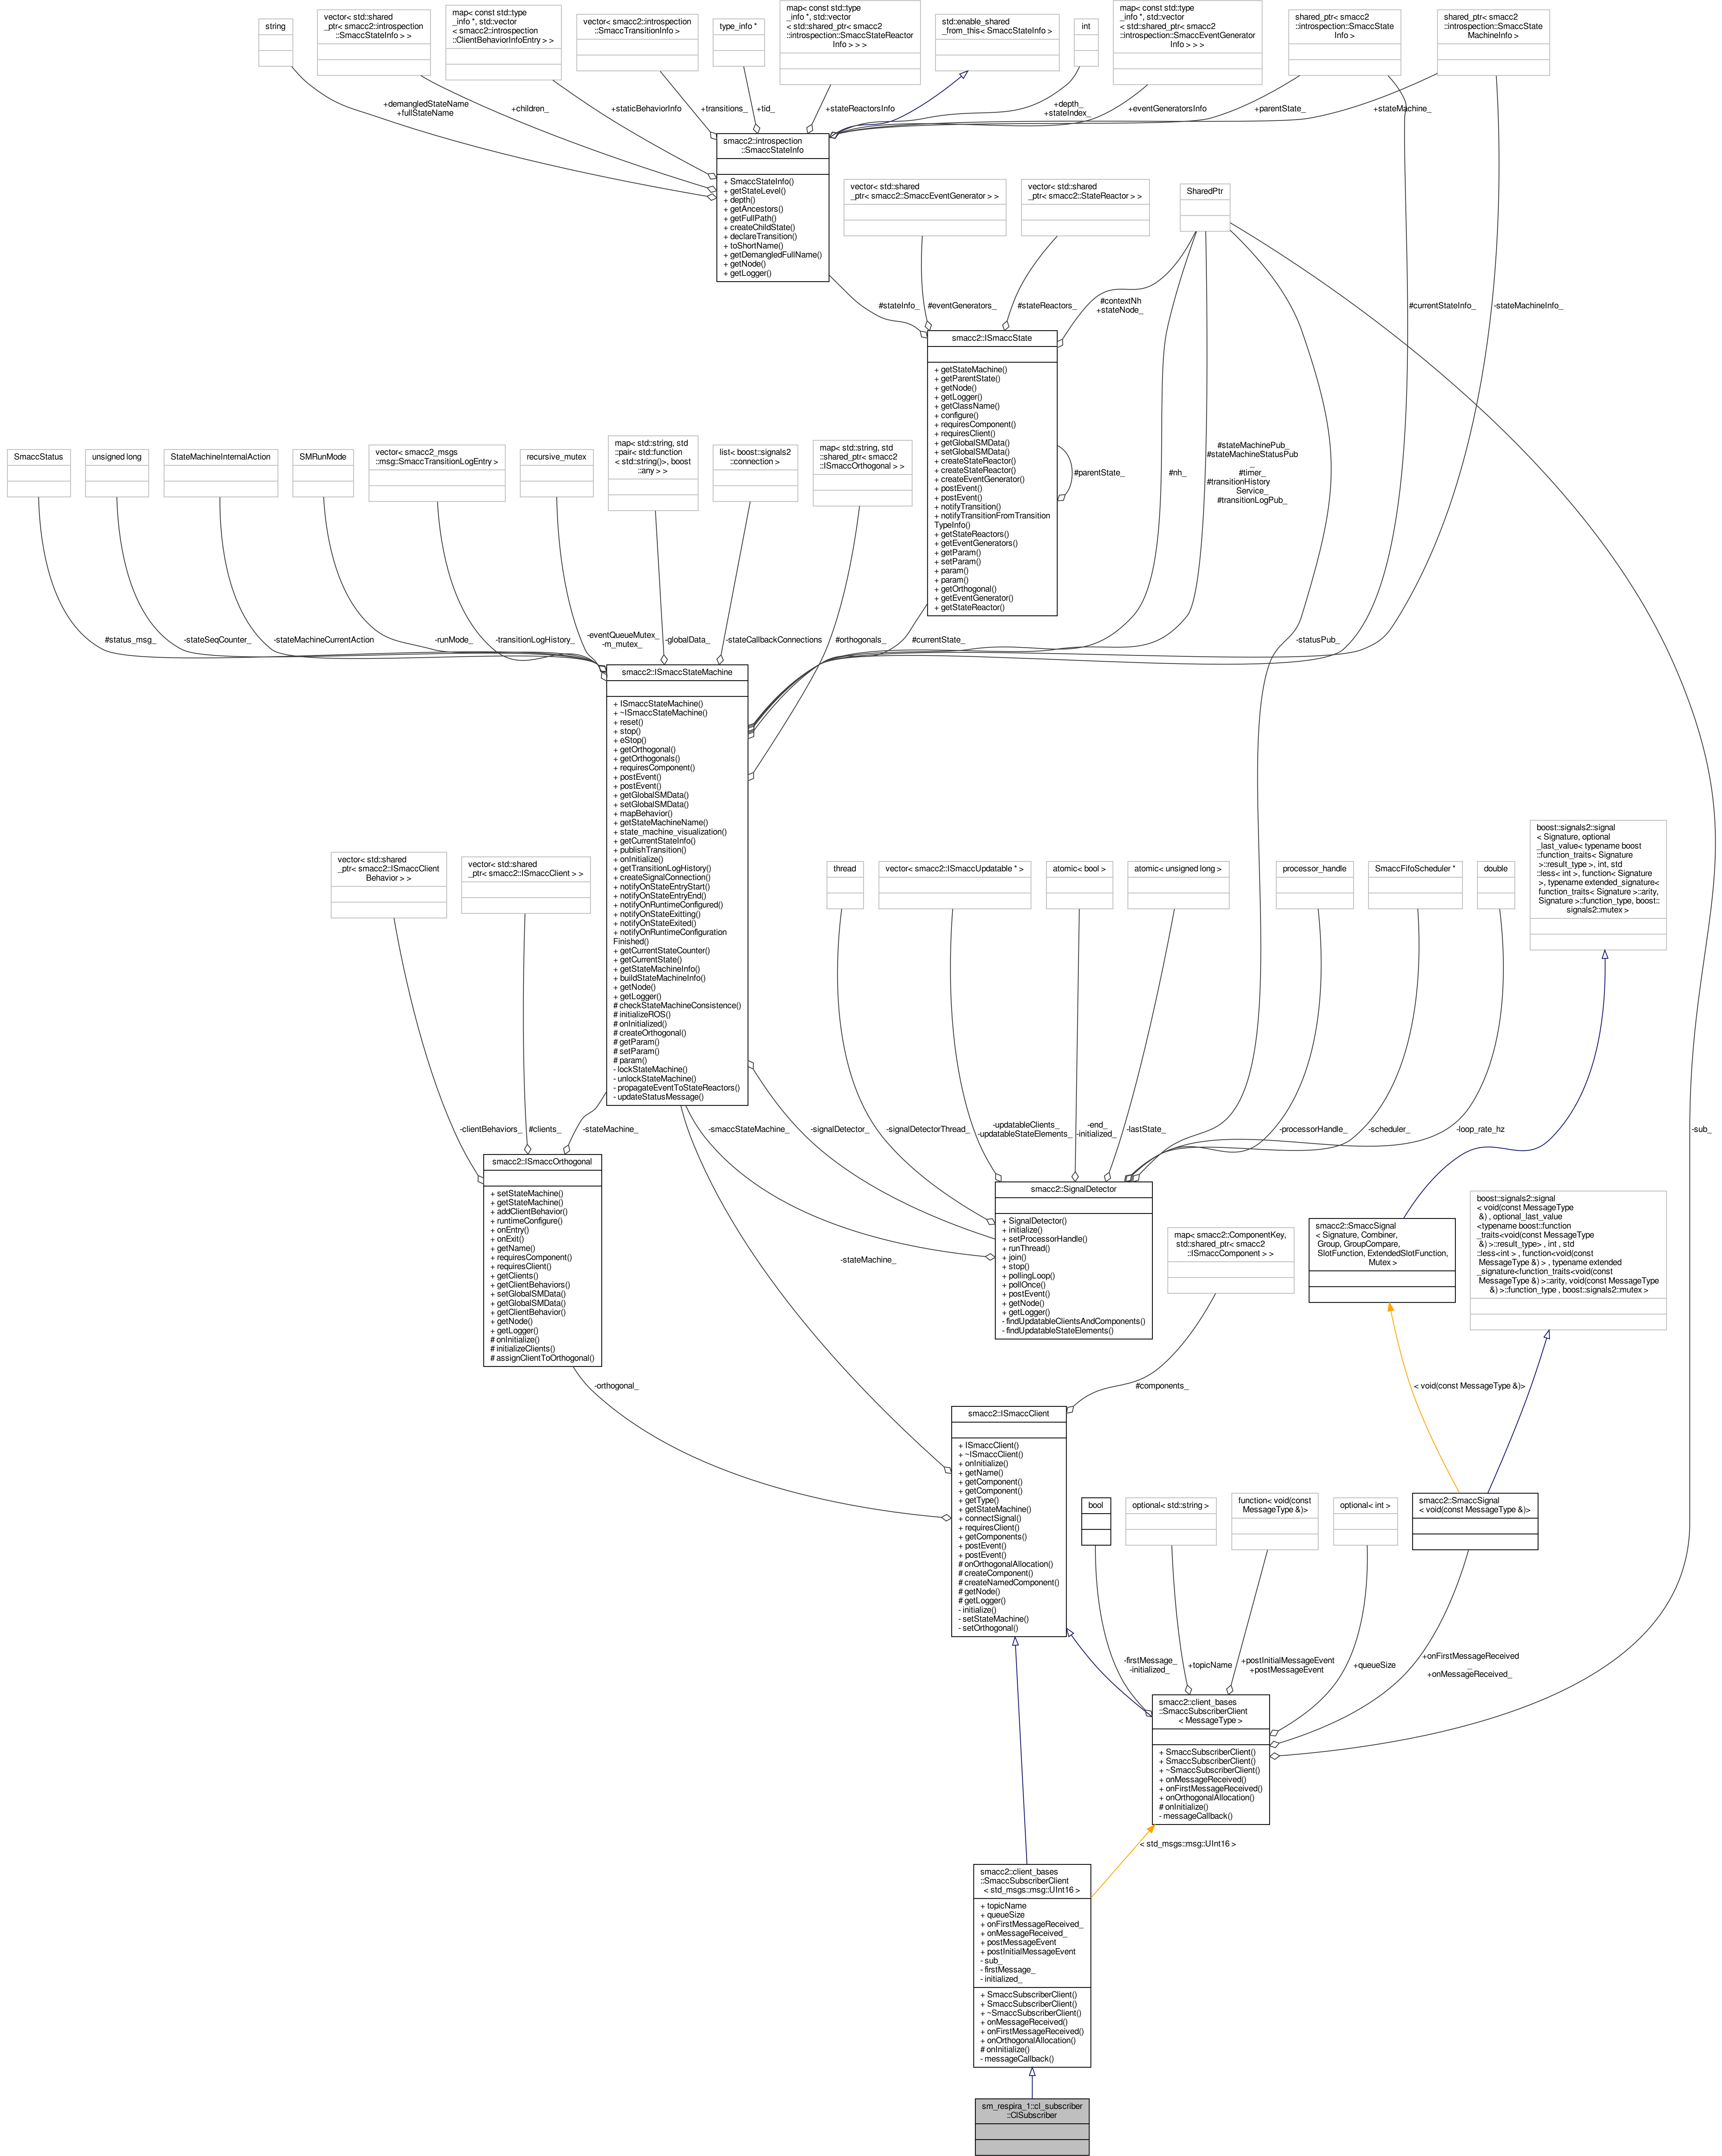 string
vector< std::shared
_ptr< smacc2::introspection
::SmaccStateInfo > >
map< const std::type
_info *, std::vector
< smacc2::introspection
::ClientBehaviorInfoEntry > >
vector< smacc2::introspection
::SmaccTransitionInfo >
type_info *
map< const std::type
_info *, std::vector
< std::shared_ptr< smacc2
::introspection::SmaccStateReactor
Info > > >
std::enable_shared
_from_this< SmaccStateInfo >
int
map< const std::type
_info *, std::vector
< std::shared_ptr< smacc2
::introspection::SmaccEventGenerator
Info > > >
shared_ptr< smacc2
::introspection::SmaccState
Info >
shared_ptr< smacc2
::introspection::SmaccState
MachineInfo >
+demangledStateName
+fullStateName
+children_
+staticBehaviorInfo
+transitions_
+tid_
+stateReactorsInfo
+depth_
+stateIndex_
+eventGeneratorsInfo
+parentState_
+stateMachine_
smacc2::introspection
::SmaccStateInfo
+ SmaccStateInfo()
+ getStateLevel()
+ depth()
+ getAncestors()
+ getFullPath()
+ createChildState()
+ declareTransition()
+ toShortName()
+ getDemangledFullName()
+ getNode()
+ getLogger()
vector< std::shared
_ptr< smacc2::SmaccEventGenerator > >
vector< std::shared
_ptr< smacc2::StateReactor > >
SharedPtr
#stateInfo_
#eventGenerators_
#stateReactors_
#contextNh
+stateNode_
#currentStateInfo_
-stateMachineInfo_
smacc2::ISmaccState
+ getStateMachine()
+ getParentState()
+ getNode()
+ getLogger()
+ getClassName()
+ configure()
+ requiresComponent()
+ requiresClient()
+ getGlobalSMData()
+ setGlobalSMData()
+ createStateReactor()
+ createStateReactor()
+ createEventGenerator()
+ postEvent()
+ postEvent()
+ notifyTransition()
+ notifyTransitionFromTransition
TypeInfo()
+ getStateReactors()
+ getEventGenerators()
+ getParam()
+ setParam()
+ param()
+ param()
+ getOrthogonal()
+ getEventGenerator()
+ getStateReactor()
#parentState_
#nh_
#stateMachinePub_
#stateMachineStatusPub
_
#timer_
#transitionHistory
Service_
#transitionLogPub_
SmaccStatus
unsigned long
StateMachineInternalAction
SMRunMode
vector< smacc2_msgs
::msg::SmaccTransitionLogEntry >
recursive_mutex
map< std::string, std
::pair< std::function
< std::string()>, boost
::any > >
list< boost::signals2
::connection >
map< std::string, std
::shared_ptr< smacc2
::ISmaccOrthogonal > >
#status_msg_
-stateSeqCounter_
-stateMachineCurrentAction
-runMode_
-transitionLogHistory_
-eventQueueMutex_
-m_mutex_
-globalData_
-stateCallbackConnections
#orthogonals_
#currentState_
-statusPub_
smacc2::ISmaccStateMachine
+ ISmaccStateMachine()
+ ~ISmaccStateMachine()
+ reset()
+ stop()
+ eStop()
+ getOrthogonal()
+ getOrthogonals()
+ requiresComponent()
+ postEvent()
+ postEvent()
+ getGlobalSMData()
+ setGlobalSMData()
+ mapBehavior()
+ getStateMachineName()
+ state_machine_visualization()
+ getCurrentStateInfo()
+ publishTransition()
+ onInitialize()
+ getTransitionLogHistory()
+ createSignalConnection()
+ notifyOnStateEntryStart()
+ notifyOnStateEntryEnd()
+ notifyOnRuntimeConfigured()
+ notifyOnStateExitting()
+ notifyOnStateExited()
+ notifyOnRuntimeConfiguration
Finished()
+ getCurrentStateCounter()
+ getCurrentState()
+ getStateMachineInfo()
+ buildStateMachineInfo()
+ getNode()
+ getLogger()
# checkStateMachineConsistence()
# initializeROS()
# onInitialized()
# createOrthogonal()
# getParam()
# setParam()
# param()
- lockStateMachine()
- unlockStateMachine()
- propagateEventToStateReactors()
- updateStatusMessage()
vector< std::shared
_ptr< smacc2::ISmaccClient
Behavior > >
vector< std::shared
_ptr< smacc2::ISmaccClient > >
thread
vector< smacc2::ISmaccUpdatable * >
atomic< bool >
atomic< unsigned long >
processor_handle
SmaccFifoScheduler *
double
boost::signals2::signal
< Signature, optional
_last_value< typename boost
::function_traits< Signature
>::result_type >, int, std
::less< int >, function< Signature
>, typename extended_signature<
function_traits< Signature >::arity,
Signature >::function_type, boost::
signals2::mutex >
-clientBehaviors_
#clients_
-stateMachine_
-smaccStateMachine_
-signalDetector_
-signalDetectorThread_
-updatableClients_
-updatableStateElements_
-end_
-initialized_
-lastState_
-processorHandle_
-scheduler_
-loop_rate_hz
-sub_
smacc2::ISmaccOrthogonal
+ setStateMachine()
+ getStateMachine()
+ addClientBehavior()
+ runtimeConfigure()
+ onEntry()
+ onExit()
+ getName()
+ requiresComponent()
+ requiresClient()
+ getClients()
+ getClientBehaviors()
+ setGlobalSMData()
+ getGlobalSMData()
+ getClientBehavior()
+ getNode()
+ getLogger()
# onInitialize()
# initializeClients()
# assignClientToOrthogonal()
smacc2::SignalDetector
+ SignalDetector()
+ initialize()
+ setProcessorHandle()
+ runThread()
+ join()
+ stop()
+ pollingLoop()
+ pollOnce()
+ postEvent()
+ getNode()
+ getLogger()
- findUpdatableClientsAndComponents()
- findUpdatableStateElements()
map< smacc2::ComponentKey,
std::shared_ptr< smacc2
::ISmaccComponent > >
smacc2::SmaccSignal
< Signature, Combiner,
Group, GroupCompare,
SlotFunction, ExtendedSlotFunction,
Mutex >
boost::signals2::signal
< void(const MessageType
&) , optional_last_value
<typename boost::function
_traits<void(const MessageType
&) >::result_type> , int , std
::less<int > , function<void(const
MessageType &) > , typename extended
_signature<function_traits<void(const
MessageType &) >::arity, void(const MessageType
&) >::function_type , boost::signals2::mutex >
-stateMachine_
-orthogonal_
#components_
< void(const MessageType &)>
smacc2::ISmaccClient
+ ISmaccClient()
+ ~ISmaccClient()
+ onInitialize()
+ getName()
+ getComponent()
+ getComponent()
+ getType()
+ getStateMachine()
+ connectSignal()
+ requiresClient()
+ getComponents()
+ postEvent()
+ postEvent()
# onOrthogonalAllocation()
# createComponent()
# createNamedComponent()
# getNode()
# getLogger()
- initialize()
- setStateMachine()
- setOrthogonal()
bool
optional< std::string >
function< void(const
MessageType &)>
optional< int >
smacc2::SmaccSignal
< void(const MessageType &)>
-firstMessage_
-initialized_
+topicName
+postInitialMessageEvent
+postMessageEvent
+queueSize
+onFirstMessageReceived
_
+onMessageReceived_
smacc2::client_bases
::SmaccSubscriberClient
< MessageType >
+ SmaccSubscriberClient()
+ SmaccSubscriberClient()
+ ~SmaccSubscriberClient()
+ onMessageReceived()
+ onFirstMessageReceived()
+ onOrthogonalAllocation()
# onInitialize()
- messageCallback()
< std_msgs::msg::UInt16 >
smacc2::client_bases
::SmaccSubscriberClient
< std_msgs::msg::UInt16 >
+ topicName
+ queueSize
+ onFirstMessageReceived_
+ onMessageReceived_
+ postMessageEvent
+ postInitialMessageEvent
- sub_
- firstMessage_
- initialized_
+ SmaccSubscriberClient()
+ SmaccSubscriberClient()
+ ~SmaccSubscriberClient()
+ onMessageReceived()
+ onFirstMessageReceived()
+ onOrthogonalAllocation()
# onInitialize()
- messageCallback()
sm_respira_1::cl_subscriber
::ClSubscriber